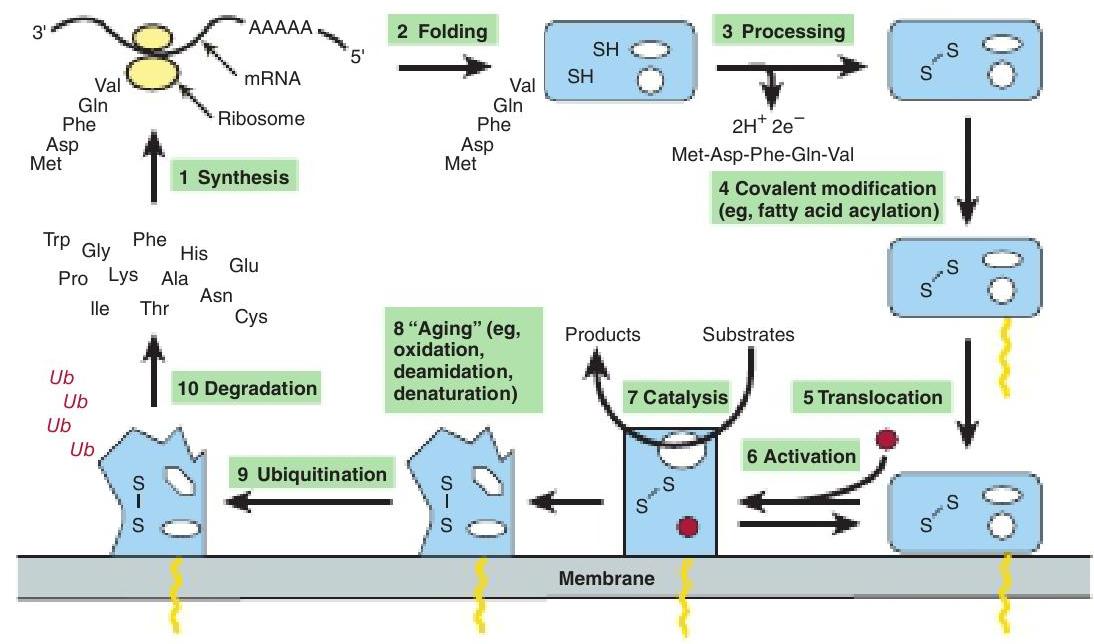 3'
AAAAA
5'
mRNA
Ribosome
Val
Gln
Phe
Asp
Met
1 Synthesis
2 Folding
Val
Gln
Phe
Asp
Met
SH
SH
3 Processing
2H+ 2e−
Met-Asp-Phe-Gln-Val
S
S
4 Covalent modification
(eg, fatty acid acylation)
S
S
5 Translocation
S
S
6 Activation
Products
Substrates
7 Catalysis
S
S
8 “Aging” (eg,
oxidation,
deamidation,
denaturation)
S
S
9 Ubiquitination
S
S
Ub
Ub
Ub
Ub
10 Degradation
Trp Gly Phe His Glu
Pro Lys Ala Asn
Ile Thr Cys
Membrane